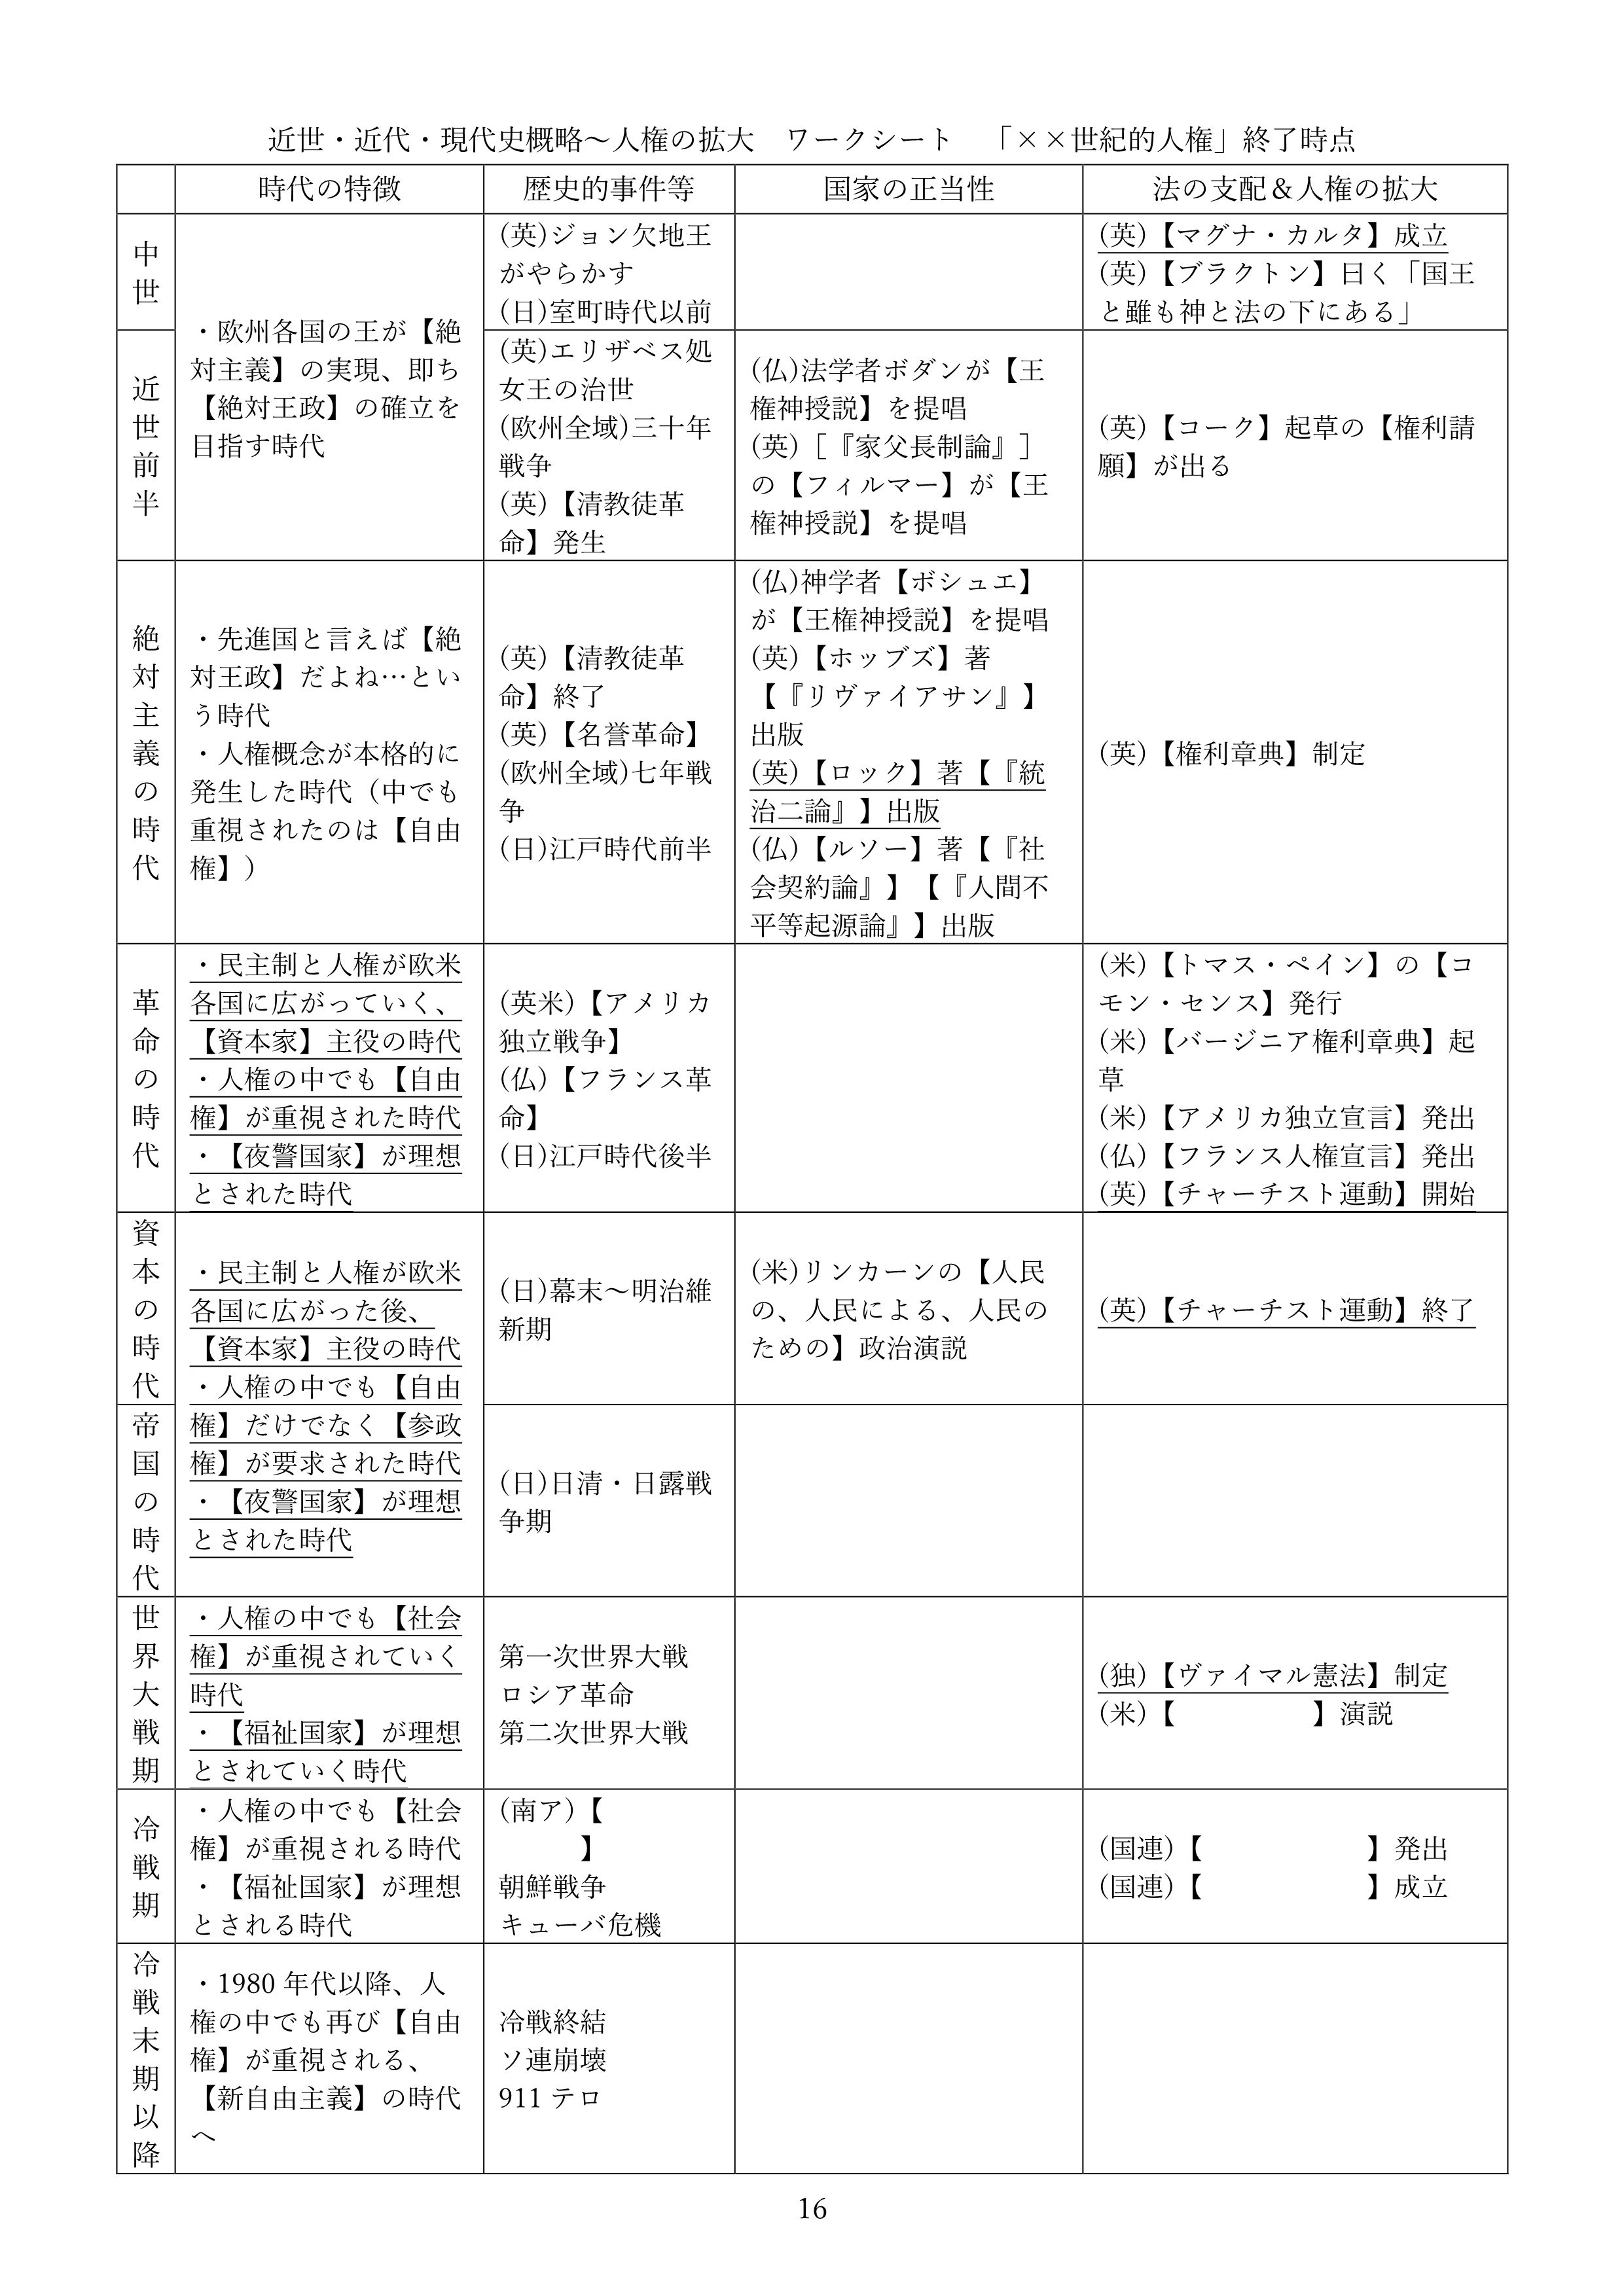 近世・近代・現代史概略～人権の拡大　ワークシート　「××世紀的人権」終了時点
時代の特徴
歴史的事件等
国家の正当性
法の支配＆人権の拡大
中世
・欧州各国の王が【絶
対主義】の実現、即ち
【絶対王政】の確立を
目指す時代
(英)ジョン欠地王
がやらかす
(日)室町時代以前
(英)【マグナ・カルタ】成立
(英)【ブラクトン】曰く「国王
と雖も神と法の下にある」
近世前半
(英)エリザベス処
女王の治世
(欧州全域)三十年
戦争
(英)【清教徒革
命】発生
(仏)法学者ボダンが【王
権神授説】を提唱
(英)［『家父長制論』］
の【フィルマー】が【王
権神授説】を提唱
(英)【コーク】起草の【権利請
願】が出る
絶対主義の時代
・先進国と言えば【絶
対王政】だよね…とい
う時代
・人権概念が本格的に
発生した時代（中でも
重視されたのは【自由
権】）
(英)【清教徒革
命】終了
(英)【名誉革命】
(欧州全域)七年戦
争
(日)江戸時代前半
(仏)神学者【ボシュエ】
が【王権神授説】を提唱
(英)【ホッブズ】著
【『リヴァイアサン』】
出版
(英)【ロック】著【『統
治二論』】出版
(仏)【ルソー】著【『社
会契約論』】【『人間不
平等起源論』】出版
(英)【権利章典】制定
革命の時代
・民主制と人権が欧米
各国に広がっていく、
【資本家】主役の時代
・人権の中でも【自由
権】が重視された時代
・【夜警国家】が理想
とされた時代
(英米)【アメリカ
独立戦争】
(仏)【フランス革
命】
(日)江戸時代後半
(米)【トマス・ペイン】の【コ
モン・センス】発行
(米)【バージニア権利章典】起
草
(米)【アメリカ独立宣言】発出
(仏)【フランス人権宣言】発出
(英)【チャーチスト運動】開始
資本の時代
・民主制と人権が欧米
各国に広がった後、
【資本家】主役の時代
・人権の中でも【自由
権】だけでなく【参政
権】が要求された時代
・【夜警国家】が理想
とされた時代
(日)幕末～明治維
新期
(米)リンカーンの【人民
の、人民による、人民の
ための】政治演説
(英)【チャーチスト運動】終了
帝国の時代
(日)日清・日露戦
争期
世界大戦期
・人権の中でも【社会
権】が重視されていく
時代
・【福祉国家】が理想
とされていく時代
第一次世界大戦
ロシア革命
第二次世界大戦
(独)【ヴァイマル憲法】制定
(米)【　　　　　】演説
冷戦期
・人権の中でも【社会
権】が重視される時代
・【福祉国家】が理想
とされる時代
(南ア)【
　　　】
朝鮮戦争
キューバ危機
(国連)【　　　　　　】発出
(国連)【　　　　　　】成立
冷戦末期以降
・1980 年代以降、人
権の中でも再び【自由
権】が重視される、
【新自由主義】の時代
へ
冷戦終結
ソ連崩壊
911 テロ
16